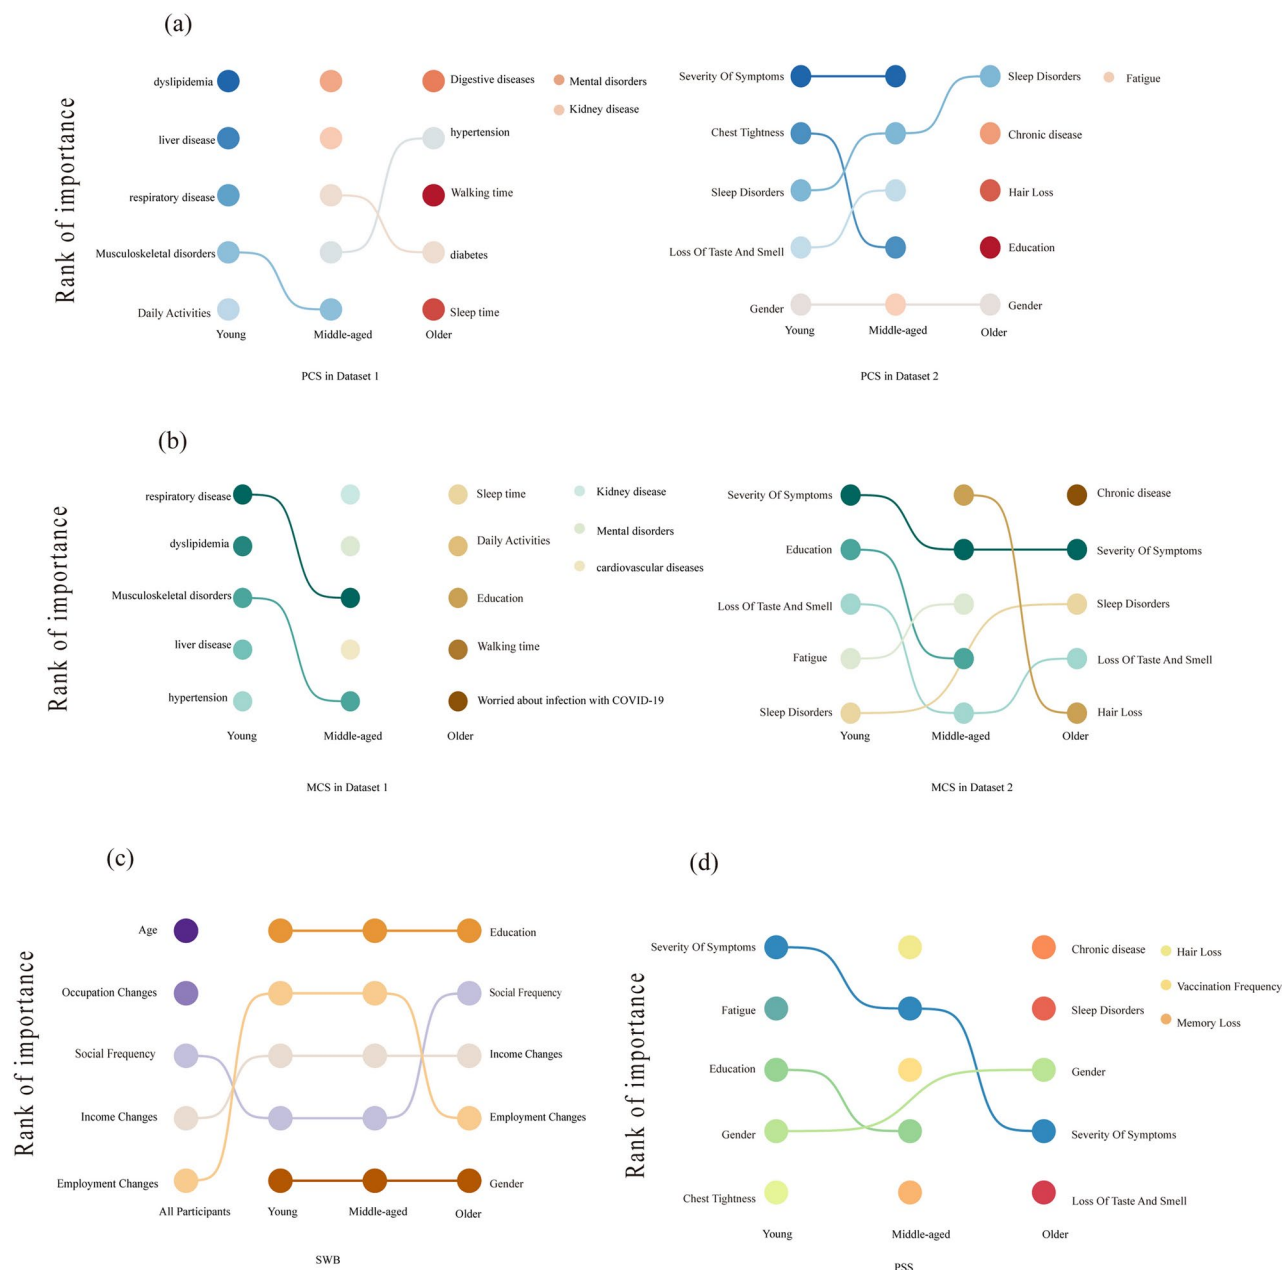 (a)
Rank of importance
dyslipidemia
liver disease
respiratory disease
Musculoskeletal disorders
Daily Activities
Young
Middle-aged
Older
Digestive diseases
hypertension
Walking time
diabetes
Sleep time
Mental disorders
Kidney disease
PCS in Dataset 1
Severity Of Symptoms
Chest Tightness
Sleep Disorders
Loss Of Taste And Smell
Gender
Young
Middle-aged
Older
Sleep Disorders
Chronic disease
Hair Loss
Education
Gender
Fatigue
PCS in Dataset 2
(b)
Rank of importance
respiratory disease
dyslipidemia
Musculoskeletal disorders
liver disease
hypertension
Young
Middle-aged
Older
Sleep time
Daily Activities
Education
Walking time
Worried about infection with COVID-19
Kidney disease
Mental disorders
cardiovascular diseases
MCS in Dataset 1
Severity Of Symptoms
Education
Loss Of Taste And Smell
Fatigue
Sleep Disorders
Young
Middle-aged
Older
Chronic disease
Severity Of Symptoms
Sleep Disorders
Loss Of Taste And Smell
Hair Loss
MCS in Dataset 2
(c)
Rank of importance
Age
Occupation Changes
Social Frequency
Income Changes
Employment Changes
All Participants
Young
Middle-aged
Older
Education
Social Frequency
Income Changes
Employment Changes
Gender
SWB
(d)
Rank of importance
Severity Of Symptoms
Fatigue
Education
Gender
Chest Tightness
Young
Middle-aged
Older
Chronic disease
Sleep Disorders
Gender
Severity Of Symptoms
Loss Of Taste And Smell
Hair Loss
Vaccination Frequency
Memory Loss
PSS